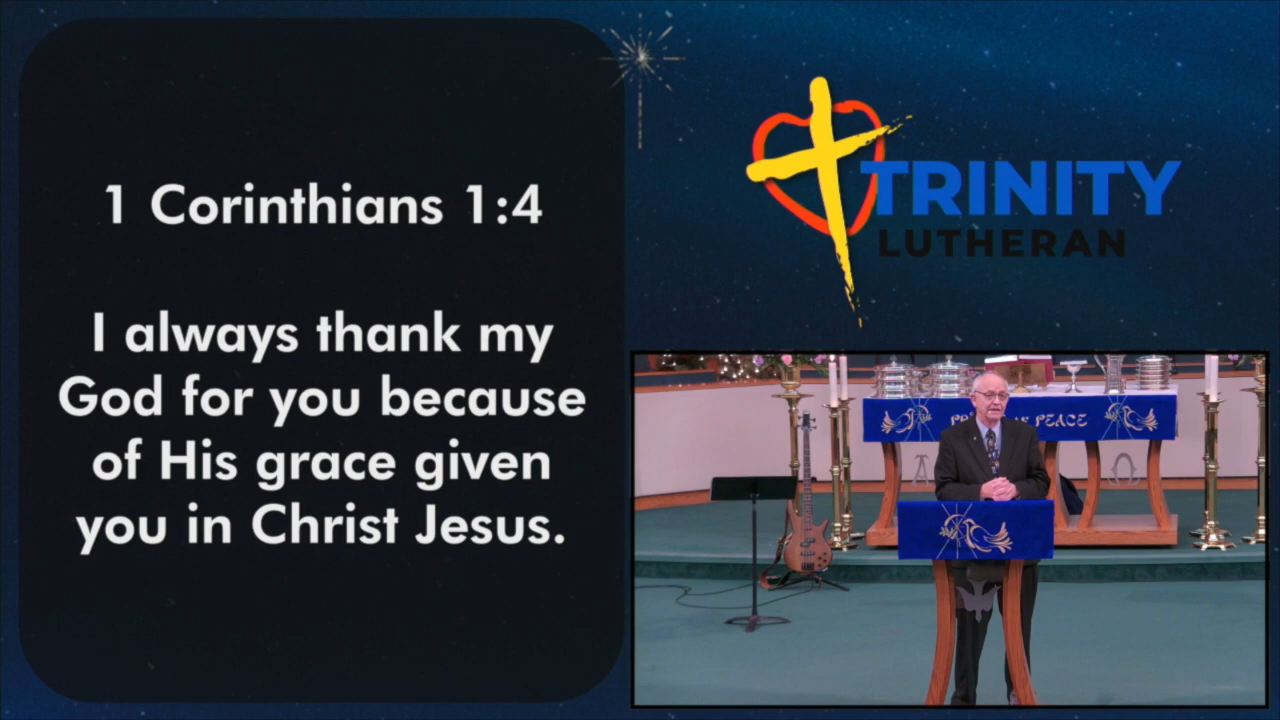 1 Corinthians 1:4
I always thank my
God for you because
of His grace given
you in Christ Jesus.
TRINITY
LUTHERAN
PEACE